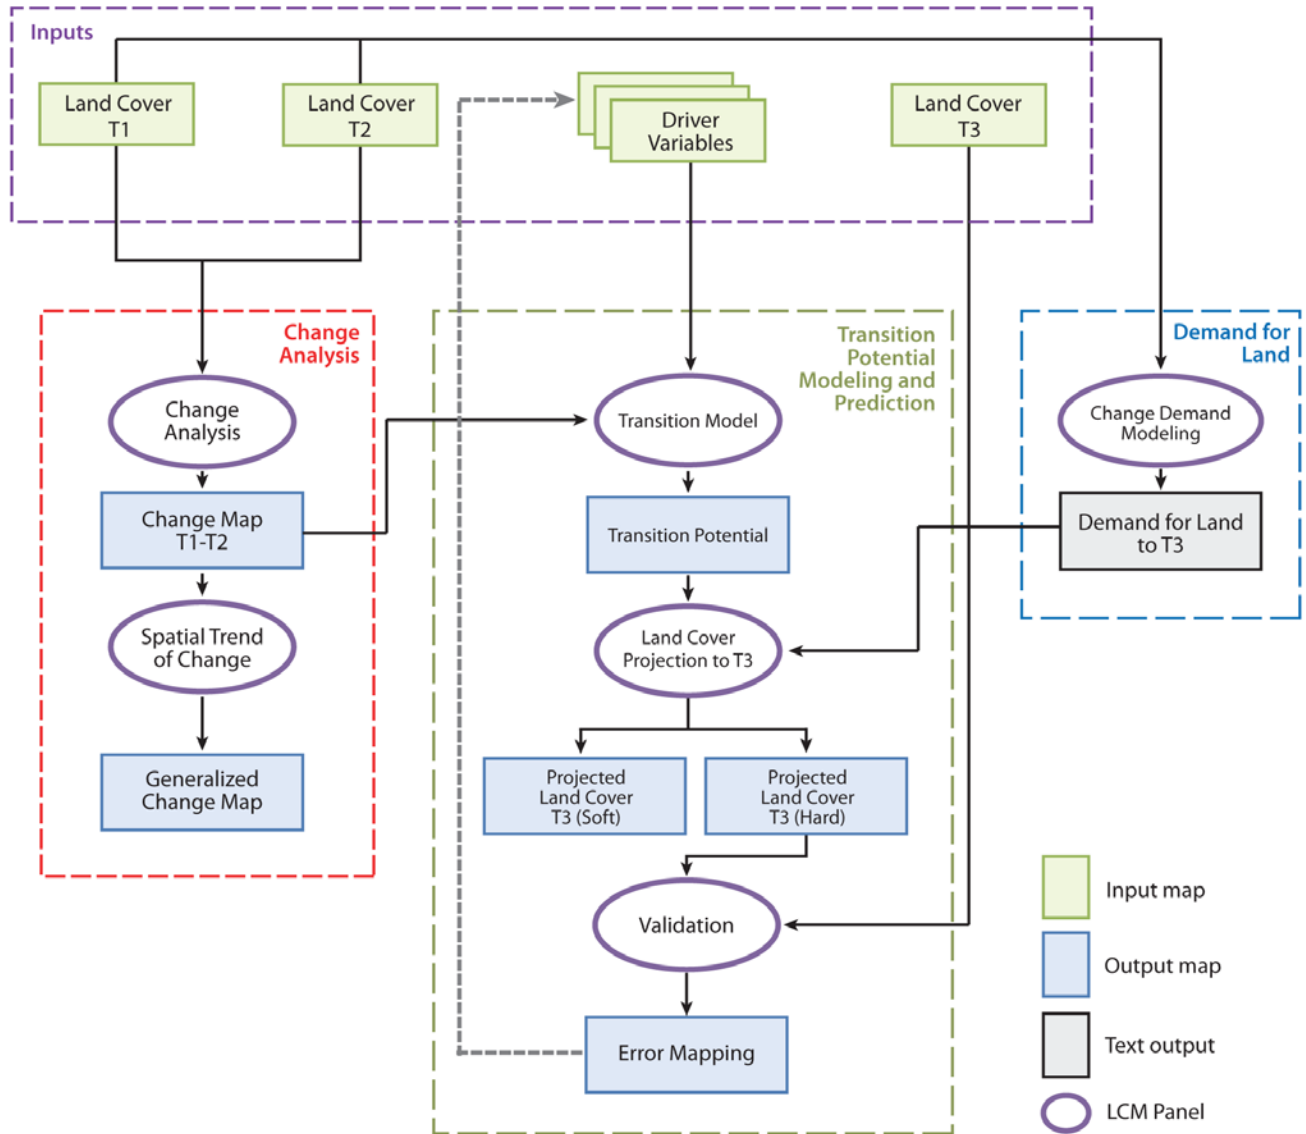 Inputs
Land Cover
T1
Land Cover
T2
Driver
Variables
Land Cover
T3
Change
Analysis
Transition
Potential
Modeling and
Prediction
Demand for
Land
Change
Analysis
Transition Model
Change Demand
Modeling
Change Map
T1-T2
Transition Potential
Demand for Land
to T3
Spatial Trend
of Change
Land Cover
Projection to T3
Generalized
Change Map
Projected
Land Cover
T3 (Soft)
Projected
Land Cover
T3 (Hard)
Validation
Error Mapping
Input map
Output map
Text output
LCM Panel